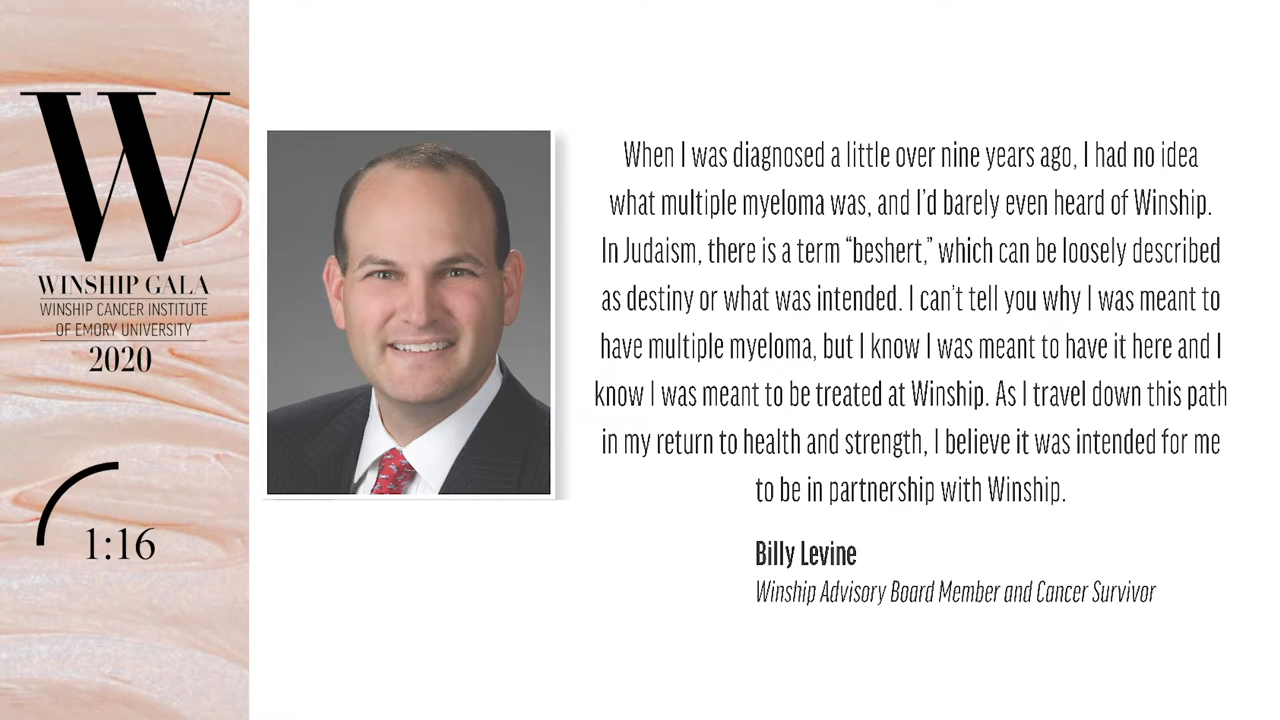 W
WINSHIP GALA
WINSHIP CANCER INSTITUTE
OF EMORY UNIVERSITY
2020
1:16
When I was diagnosed a little over nine years ago, I had no idea
what multiple myeloma was, and I'd barely even heard of Winship.
In Judaism, there is a term “beshert,” which can be loosely described
as destiny or what was intended. I can't tell you why I was meant to
have multiple myeloma, but I know I was meant to have it here and I
know I was meant to be treated at Winship. As I travel down this path
in my return to health and strength, I believe it was intended for me
to be in partnership with Winship.
Billy Levine
Winship Advisory Board Member and Cancer Survivor